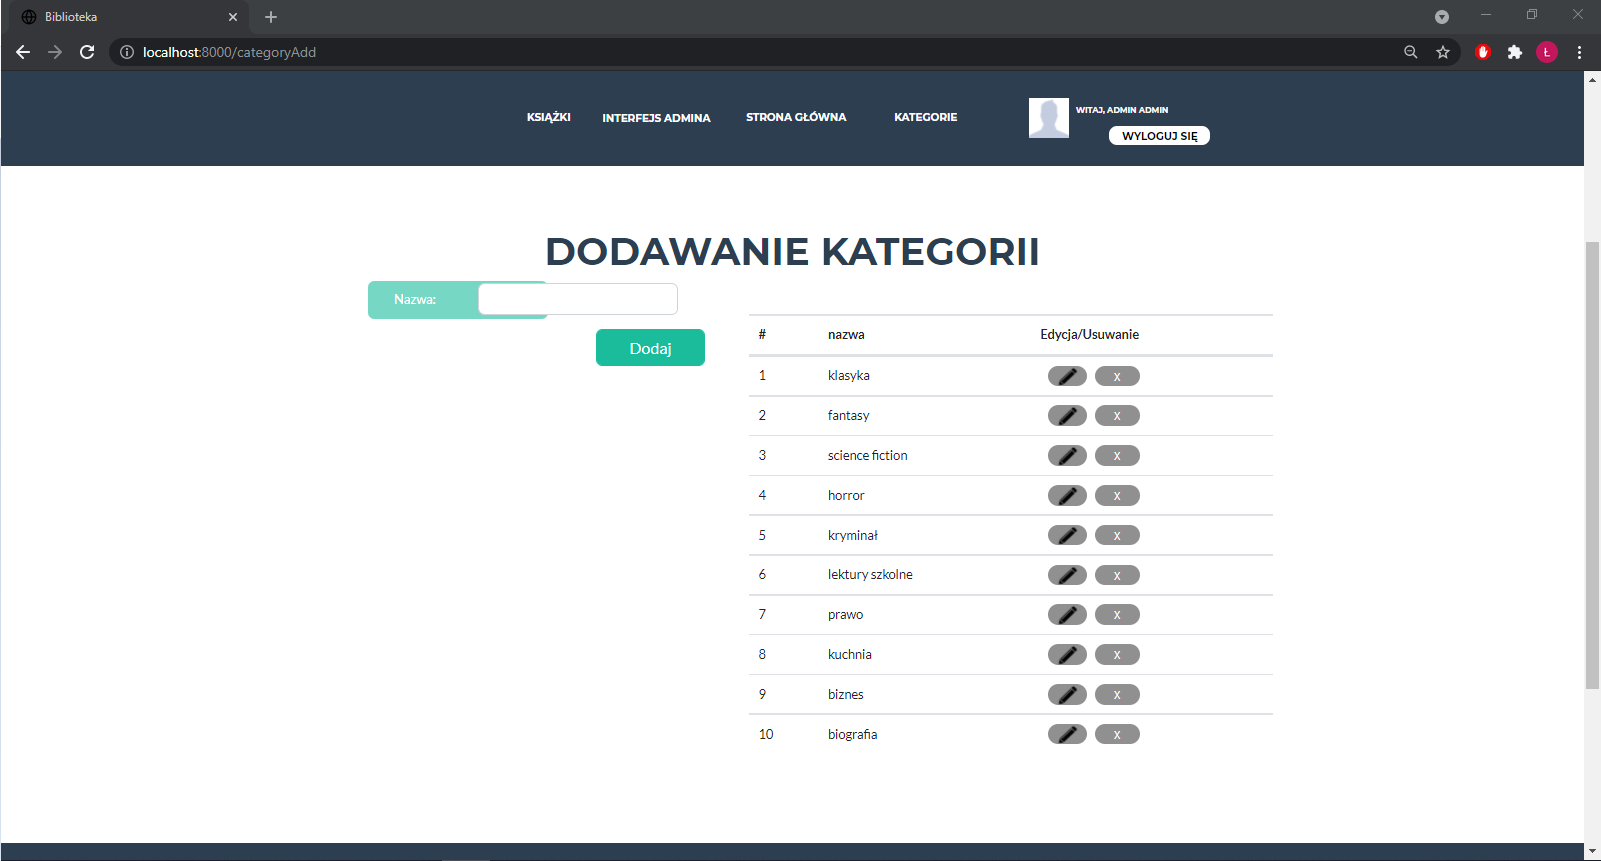 Biblioteka
localhost:8000/categoryAdd
Ł
KSIĄŻKI INTERFEJS ADMINA STRONA GŁÓWNA KATEGORIE WITAJ, ADMIN ADMIN
WYLOGUJ SIĘ
DODAWANIE KATEGORII
Nazwa:
Dodaj
# nazwa Edycja/Usuwanie
1 klasyka X
2 fantasy X
3 science fiction X
4 horror X
5 kryminał X
6 lektury szkolne X
7 prawo X
8 kuchnia X
9 biznes X
10 biografia X